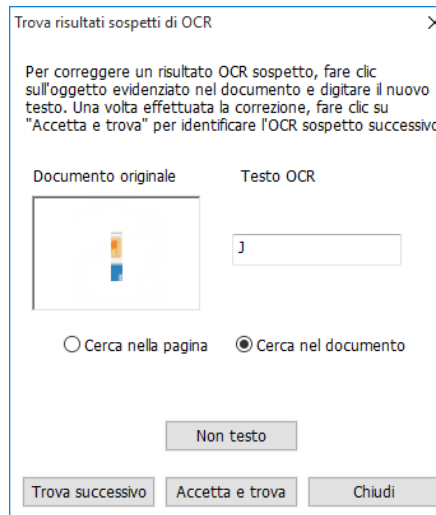 Trova risultati sospetti di OCR
Per correggere un risultato OCR sospetto, fare clic
sull'oggetto evidenziato nel documento e digitare il nuovo
testo. Una volta effettuata la correzione, fare clic su
"Accetta e trova" per identificare l'OCR sospetto successivo
Documento originale Testo OCR
J
Cerca nella pagina Cerca nel documento
Non testo
Trova successivo Accetta e trova Chiudi